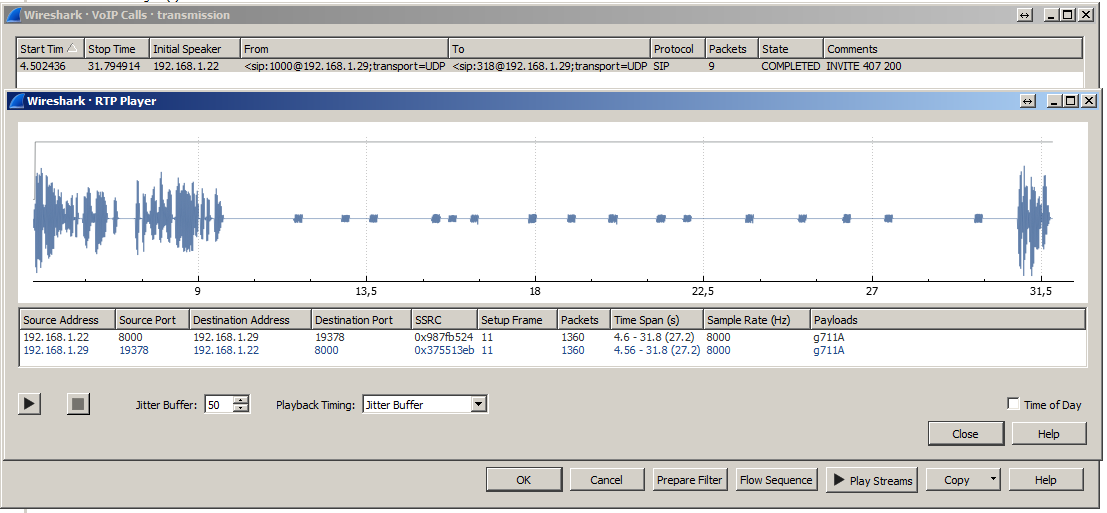 Wireshark · VoIP Calls · transmission
Start Tim Stop Time Initial Speaker From To Protocol Packets State Comments
4.502436 31.794914 192.168.1.22 <sip:1000@192.168.1.29;transport=UDP <sip:318@192.168.1.29;transport=UDP SIP 9 COMPLETED INVITE 407 200
Wireshark · RTP Player
9 13,5 18 22,5 27 31,5
Source Address Source Port Destination Address Destination Port SSRC Setup Frame Packets Time Span (s) Sample Rate (Hz) Payloads
192.168.1.22 8000 192.168.1.29 19378 0x987fb524 11 1360 4.6 - 31.8 (27.2) 8000 g711A
192.168.1.29 19378 192.168.1.22 8000 0x375513eb 11 1360 4.56 - 31.8 (27.2) 8000 g711A
Jitter Buffer: 50 Playback Timing: Jitter Buffer Time of Day
Close Help
OK Cancel Prepare Filter Flow Sequence Play Streams Copy Help